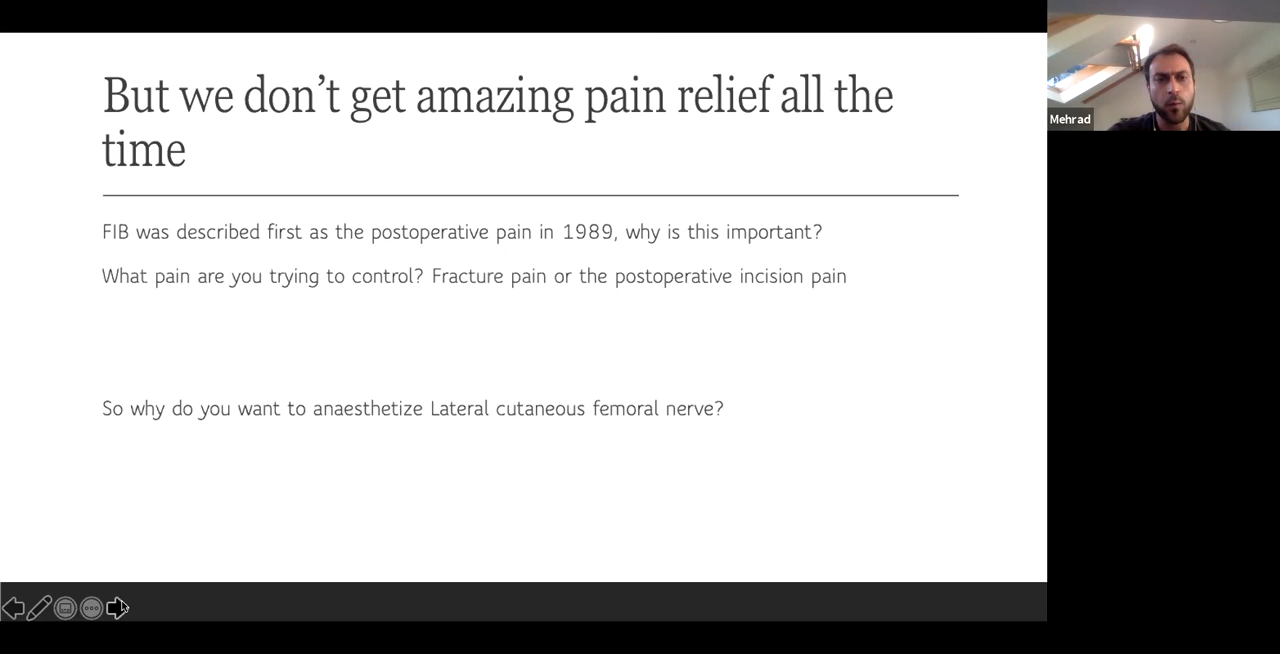 But we don't get amazing pain relief all the
time
FIB was described first as the postoperative pain in 1989, why is this important?
What pain are you trying to control? Fracture pain or the postoperative incision pain
So why do you want to anaesthetize Lateral cutaneous femoral nerve?
Mehrad